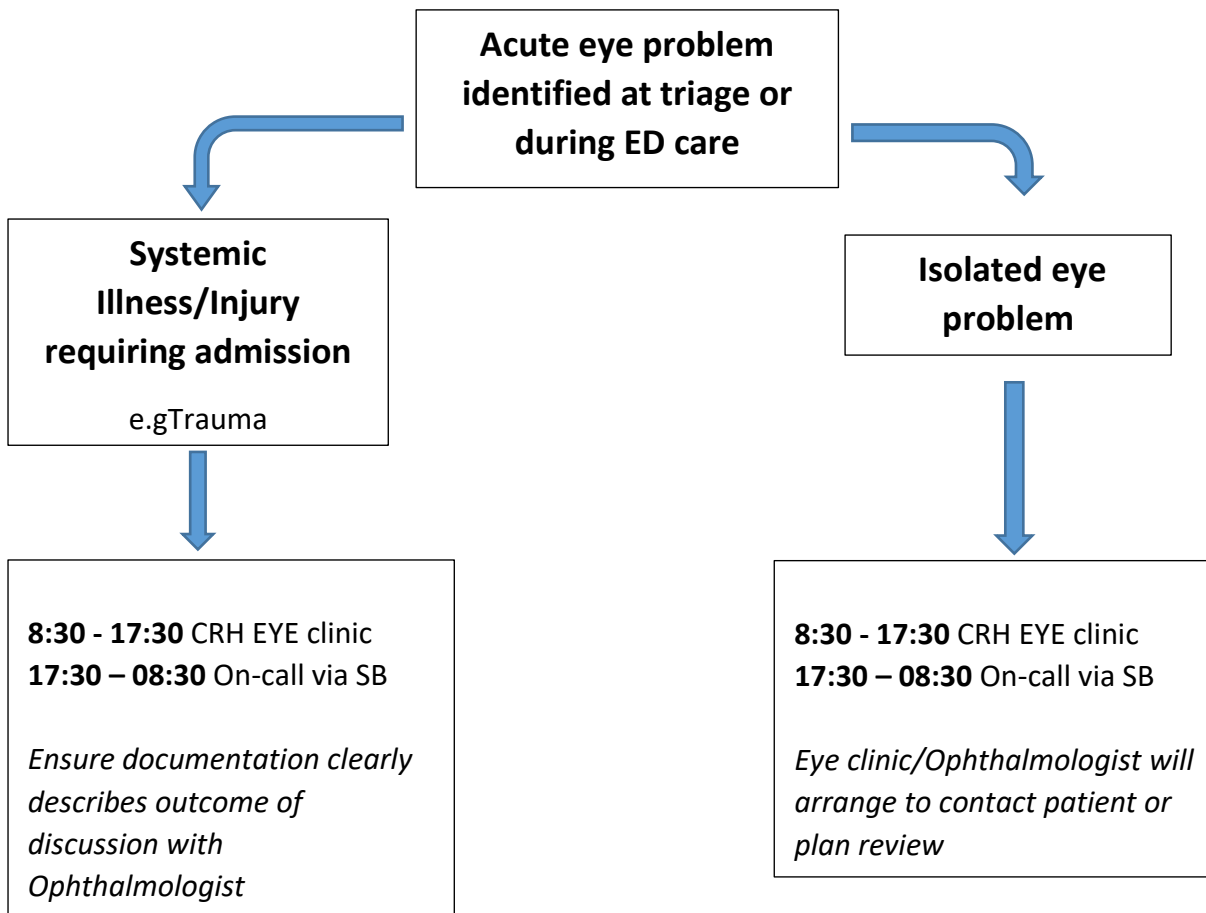 Acute eye problem
identified at triage or
during ED care
Systemic
Illness/Injury
requiring admission
e.gTrauma
Isolated eye
problem
8:30 - 17:30 CRH EYE clinic
17:30 – 08:30 On-call via SB
Ensure documentation clearly
describes outcome of
discussion with
Ophthalmologist
8:30 - 17:30 CRH EYE clinic
17:30 – 08:30 On-call via SB
Eye clinic/Ophthalmologist will
arrange to contact patient or
plan review